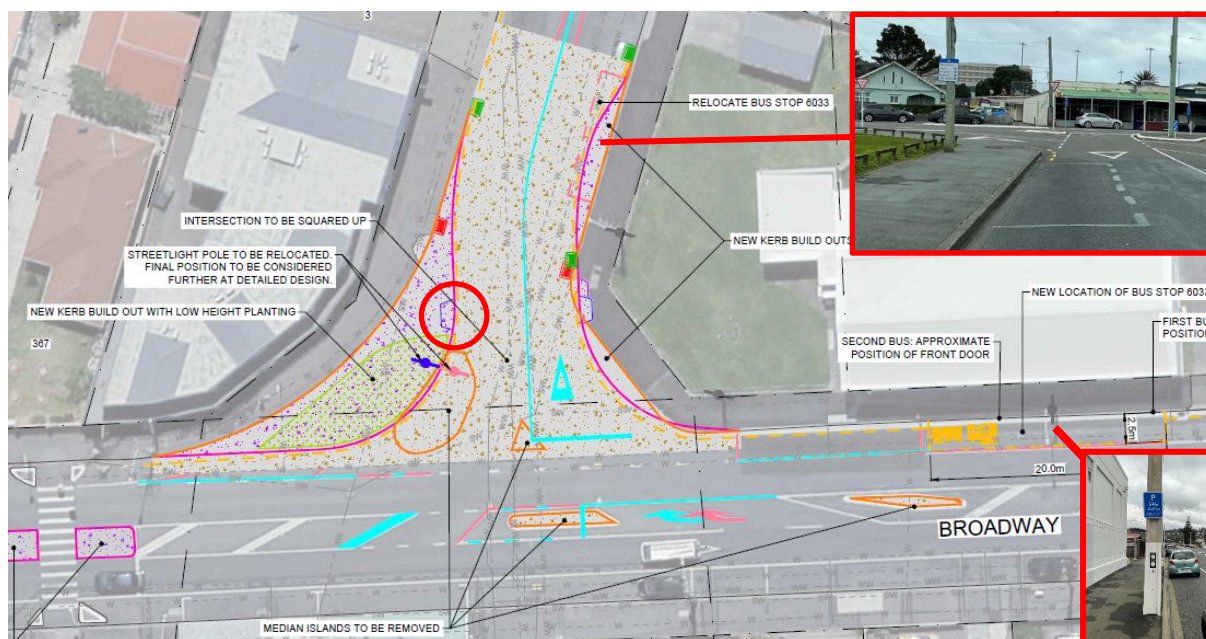 3
RELOCATE BUS STOP 6033
INTERSECTION TO BE SQUARED UP
STREETLIGHT POLE TO BE RELOCATED.
FINAL POSITION TO BE CONSIDERED
FURTHER AT DETAILED DESIGN.
NEW KERB BUILD OUTS
NEW KERB BUILD OUT WITH LOW HEIGHT PLANTING
367
NEW LOCATION OF BUS STOP 6033
FIRST BU
POSITION
SECOND BUS: APPROXIMATE
POSITION OF FRONT DOOR
2.5m
20.0m
BROADWAY
MEDIAN ISLANDS TO BE REMOVED